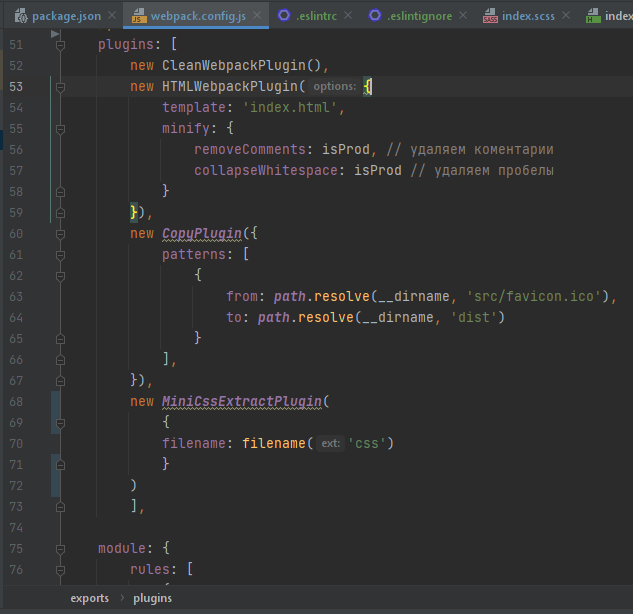 package.json webpack.config.js .eslintrc .eslintignore index.scss index
51 plugins: [
52 new CleanWebpackPlugin(),
53 new HTMLWebpackPlugin( options: {
54 template: 'index.html',
55 minify: {
56 removeComments: isProd, // удаляем коментарии
57 collapseWhitespace: isProd // удаляем пробелы
58 }
59 }),
60 new CopyPlugin({
61 patterns: [
62 {
63 from: path.resolve(__dirname, 'src/favicon.ico'),
64 to: path.resolve(__dirname, 'dist')
65 }
66 ],
67 }),
68 new MiniCssExtractPlugin(
69 {
70 filename: filename( ext: 'css')
71 }
72 )
73 ],
74
75 module: {
76 rules: [
exports › plugins